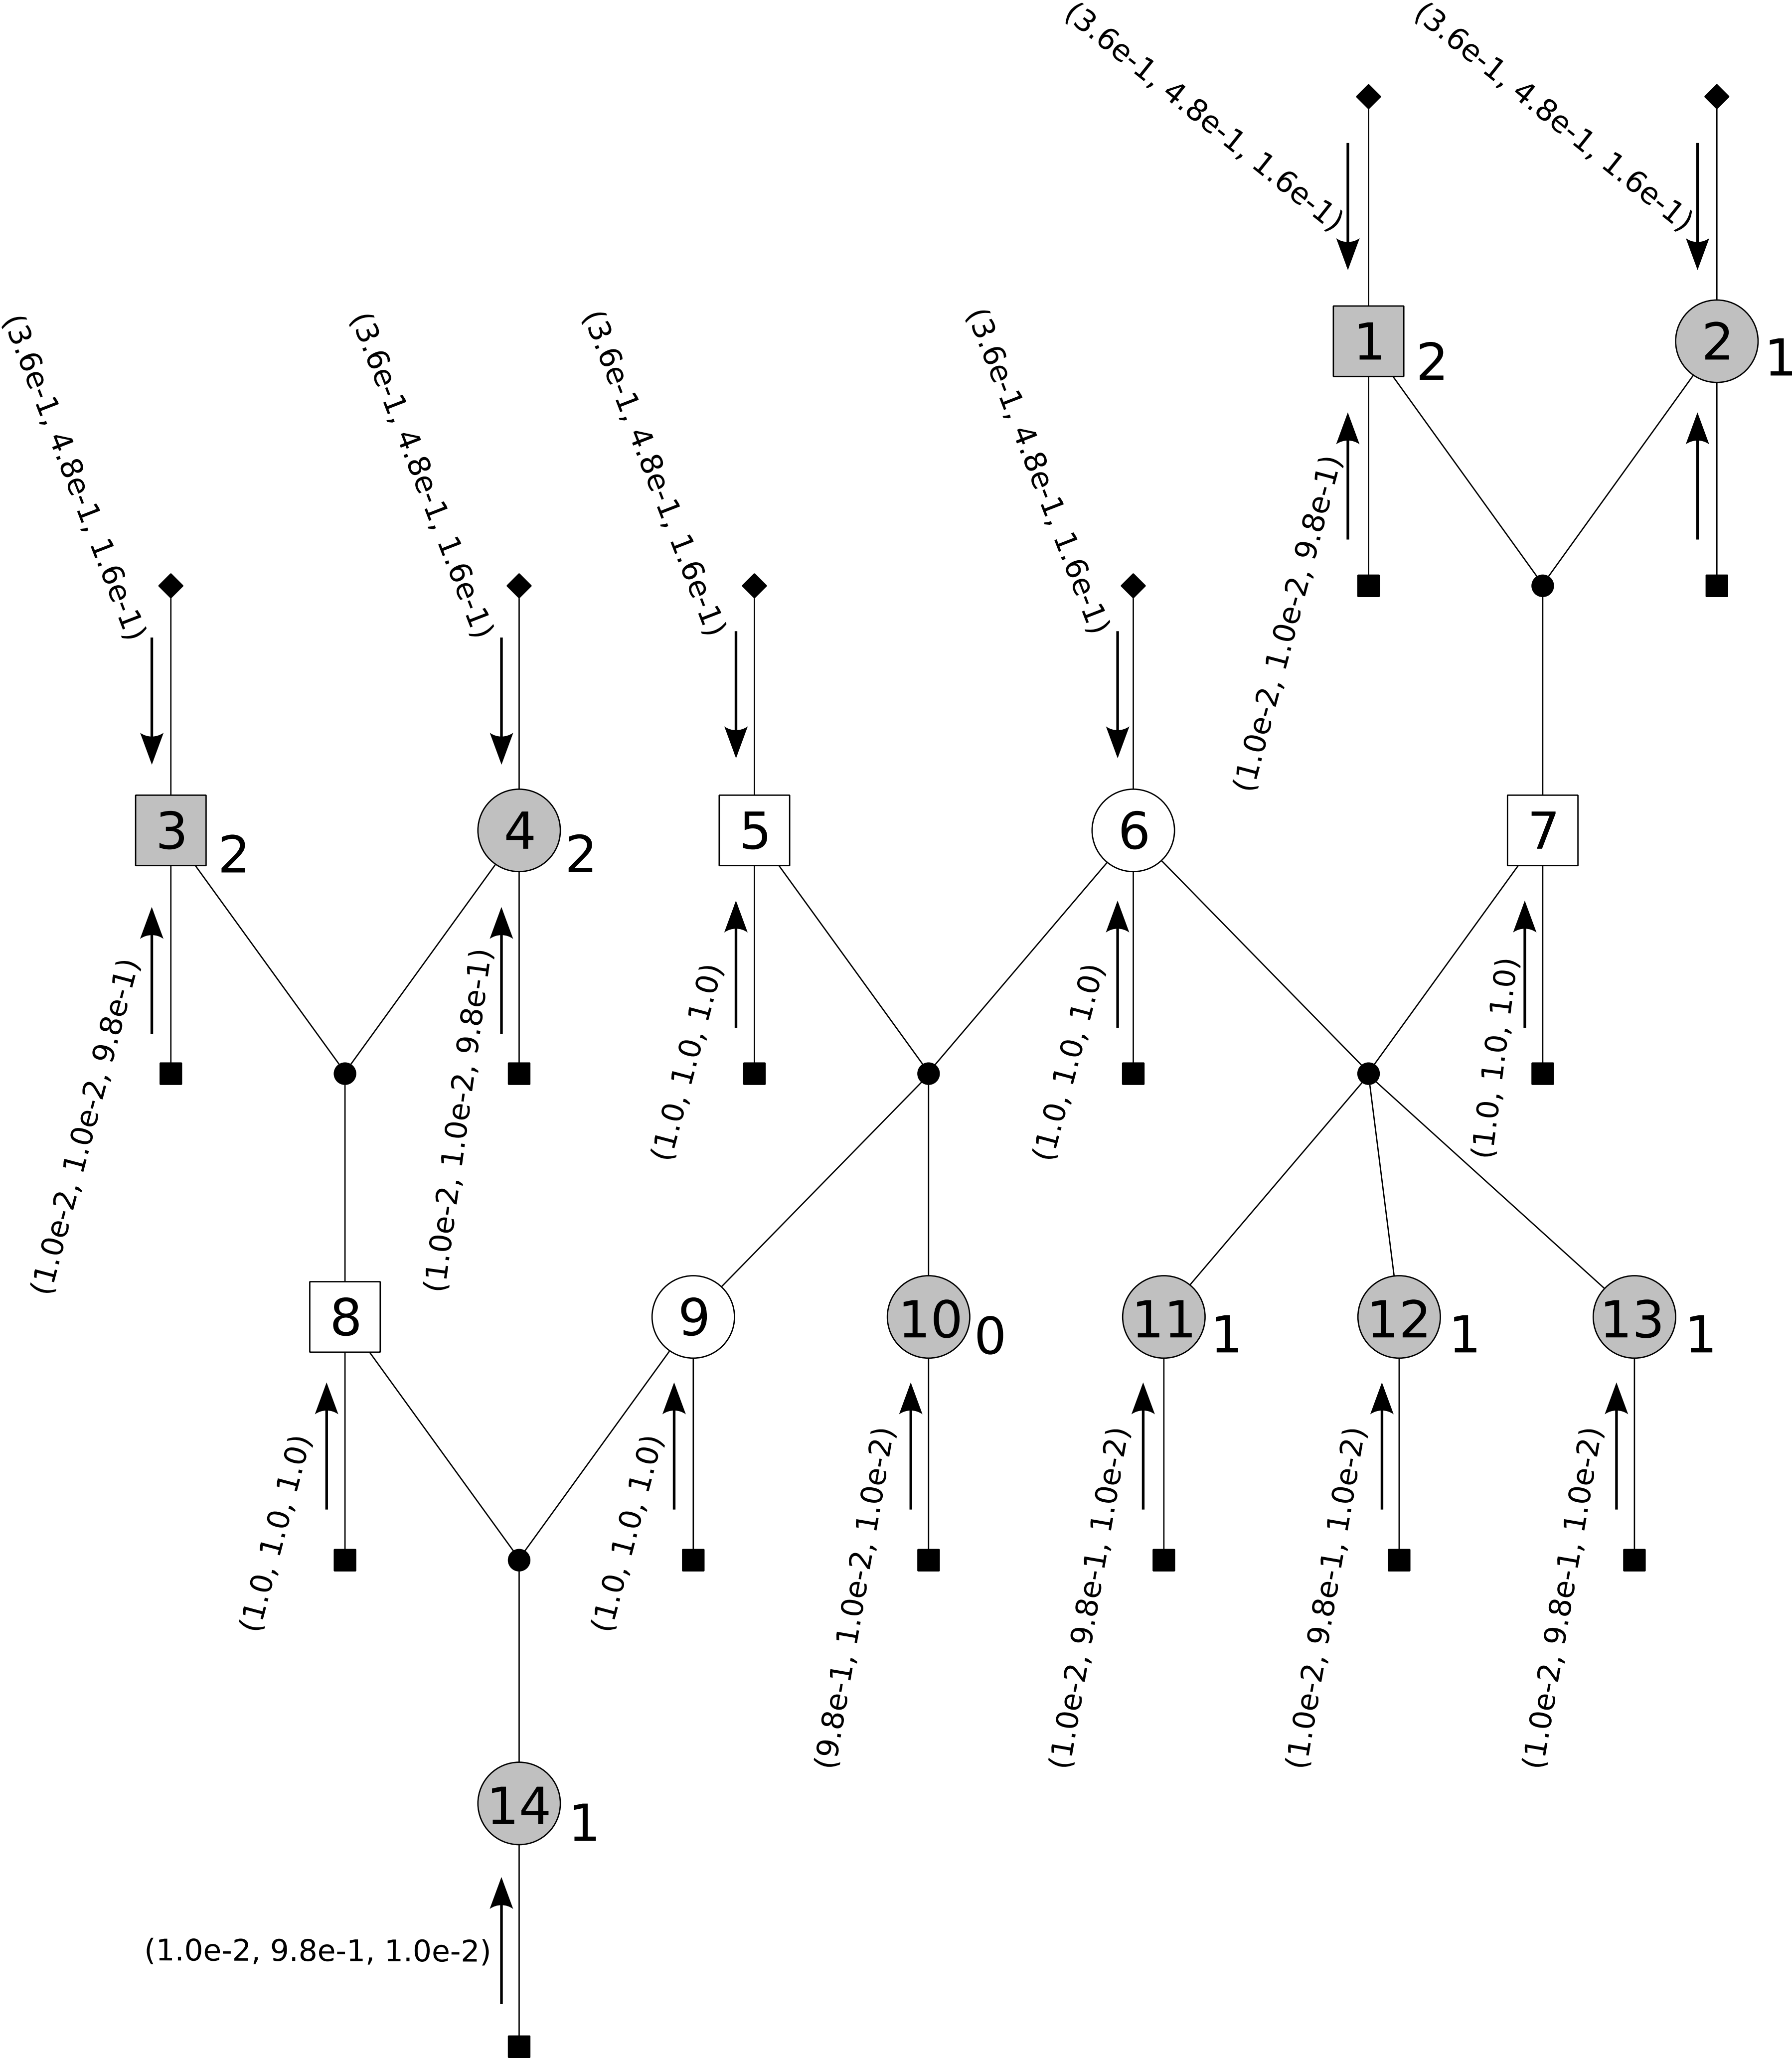 (3.6e-1, 4.8e-1, 1.6e-1)
(3.6e-1, 4.8e-1, 1.6e-1)
1
2
2
1
(1.0e-2, 1.0e-2, 9.8e-1)
(3.6e-1, 4.8e-1, 1.6e-1)
(3.6e-1, 4.8e-1, 1.6e-1)
(3.6e-1, 4.8e-1, 1.6e-1)
(3.6e-1, 4.8e-1, 1.6e-1)
3
2
4
2
5
6
7
(1.0e-2, 1.0e-2, 9.8e-1)
(1.0e-2, 1.0e-2, 9.8e-1)
(1.0, 1.0, 1.0)
(1.0, 1.0, 1.0)
(1.0, 1.0, 1.0)
8
9
10
0
11
1
12
1
13
1
(1.0, 1.0, 1.0)
(1.0, 1.0, 1.0)
(9.8e-1, 1.0e-2, 1.0e-2)
(1.0e-2, 9.8e-1, 1.0e-2)
(1.0e-2, 9.8e-1, 1.0e-2)
(1.0e-2, 9.8e-1, 1.0e-2)
14
1
(1.0e-2, 9.8e-1, 1.0e-2)